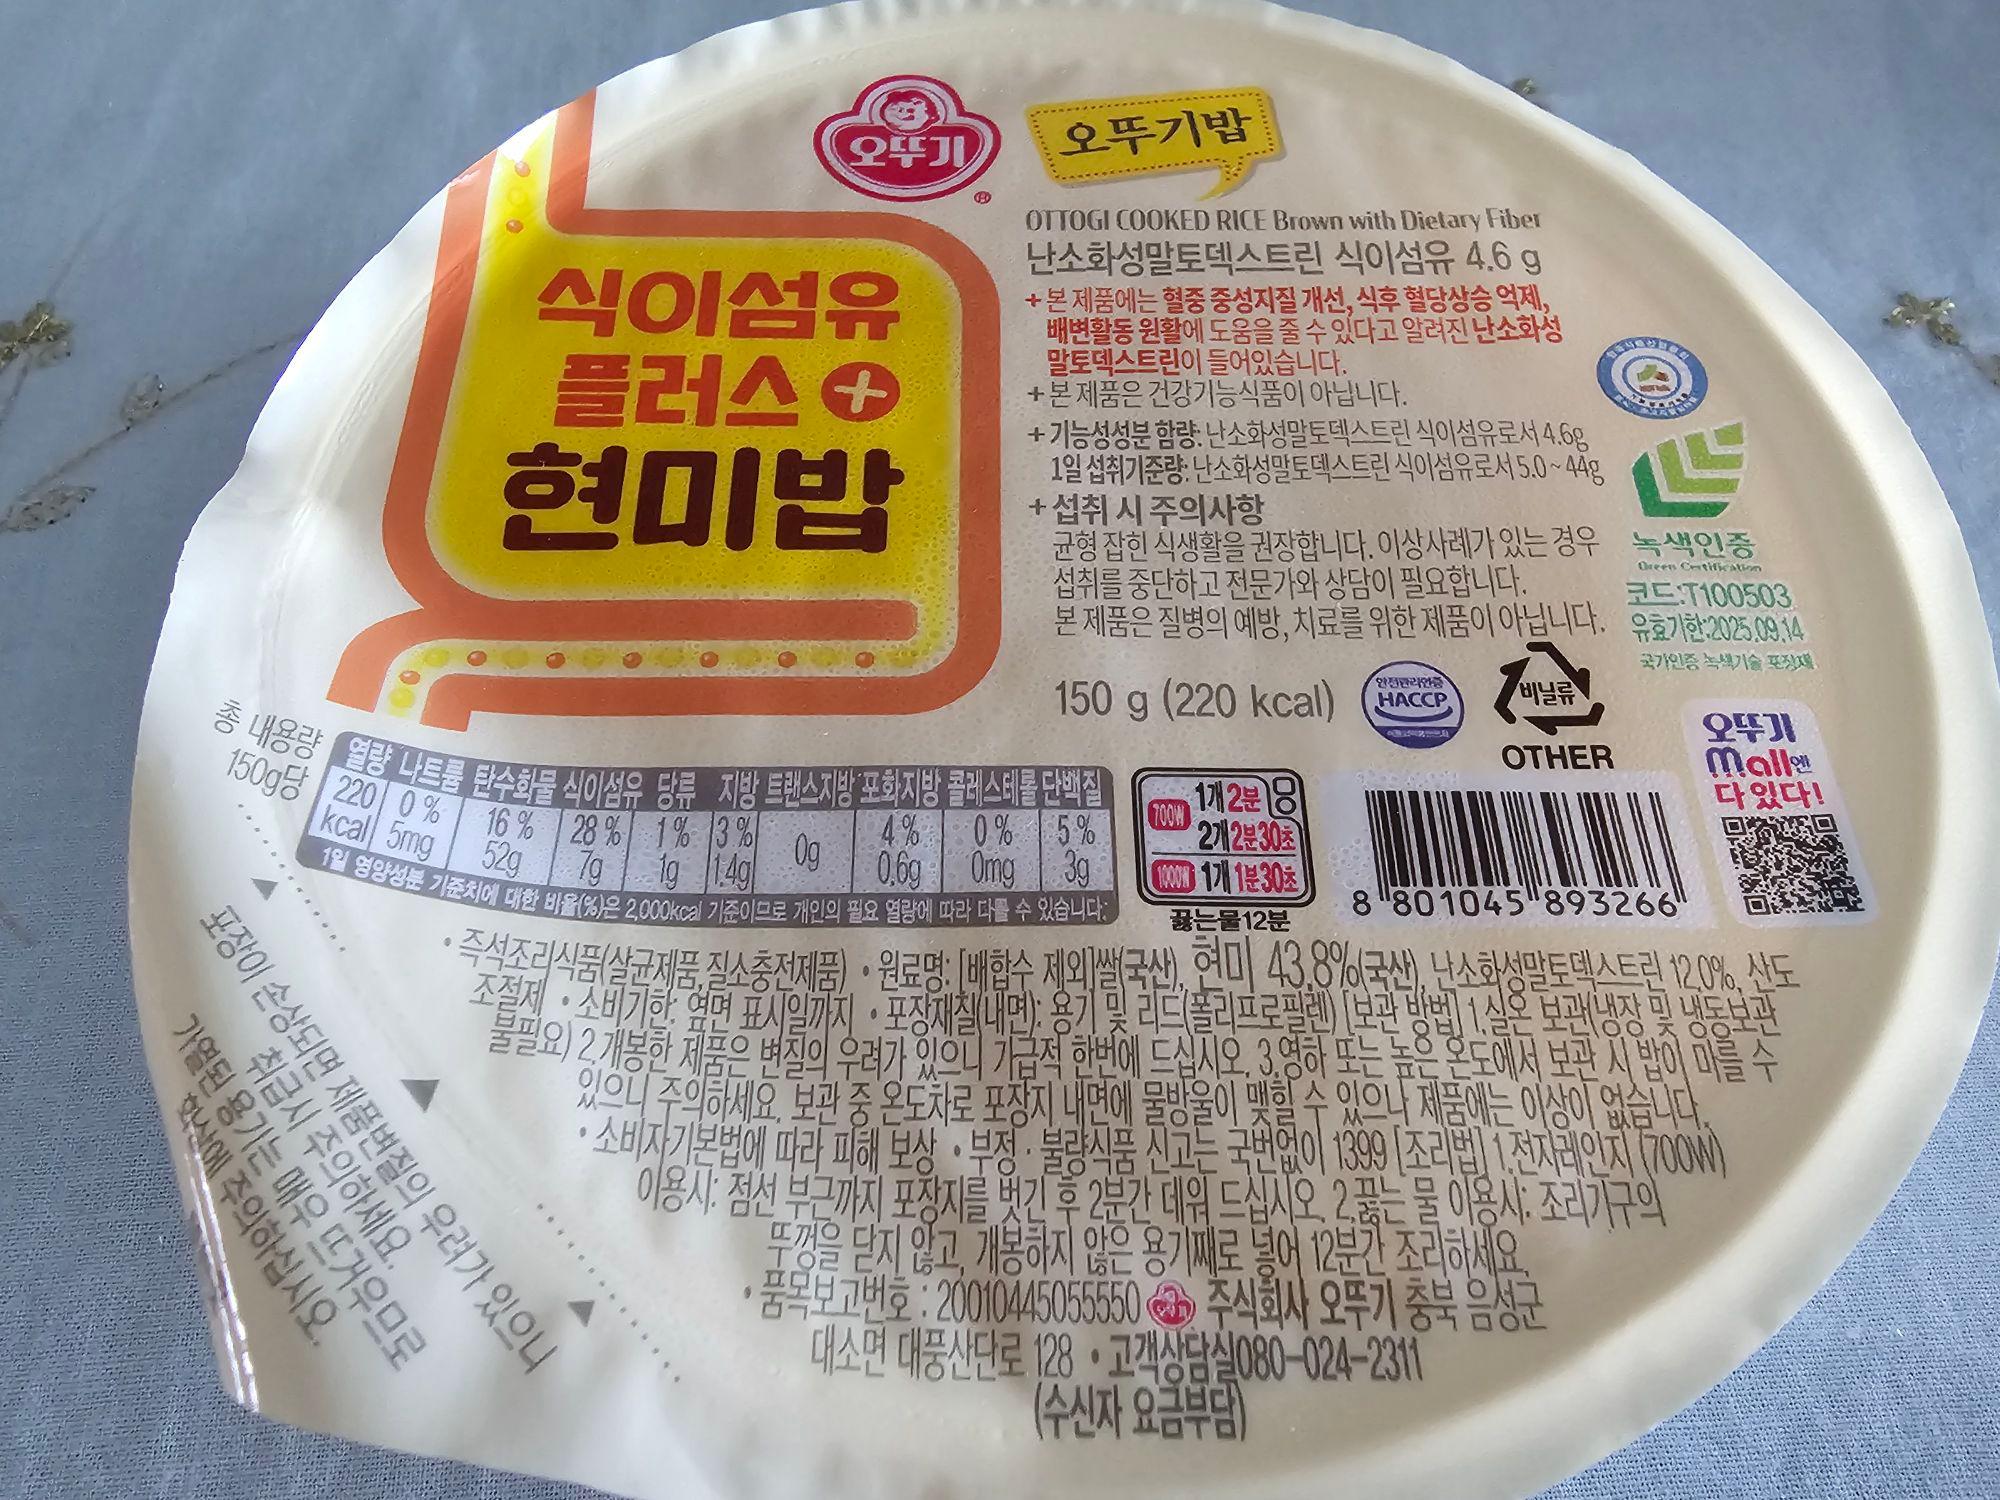 오뚜기
오뚜기밥
OTTOGI COOKED RICE Brown with Dietary Fiber
난소화성말토덱스트린 식이섬유 4.6 g
식이섬유
플러스+
현미밥
+ 본 제품에는 혈중 중성지질 개선, 식후 혈당상승 억제,
배변활동 원활에 도움을 줄 수 있다고 알려진 난소화성
말토덱스트린이 들어있습니다.
+ 본 제품은 건강기능식품이 아닙니다.
+ 기능성성분 함량: 난소화성말토덱스트린 식이섬유로서 4.6g
1일 섭취기준량: 난소화성말토덱스트린 식이섬유로서 5.0~44g
+ 섭취 시 주의사항
균형 잡힌 식생활을 권장합니다. 이상사례가 있는 경우
섭취를 중단하고 전문가와 상담이 필요합니다.
본 제품은 질병의 예방, 치료를 위한 제품이 아닙니다.
녹색인증
Green Certification
코드:T100503
유효기한:2025.09.14
국가인증 녹색기술 포장재
150 g (220 kcal)
안전관리인증
HACCP
비닐류
OTHER
오뚜기
mall엔
다 있다!
총 내용량
150g당
열량 나트륨 탄수화물 식이섬유 당류 지방 트랜스지방 포화지방 콜레스테롤 단백질
220 0 % 16 % 28 % 1 % 3 % 0g 4 % 0 % 5 %
kcal 5mg 52g 7g 1g 1.4g 0.6g 0mg 3g
1일 영양성분 기준치에 대한 비율(%)은 2,000kcal 기준이므로 개인의 필요 열량에 따라 다를 수 있습니다.
700W 1개 2분
2개 2분30초
1000W 1개 1분30초
끓는물12분
8 801045 893266
• 즉석조리식품(살균제품,질소충전제품) • 원료명: [배합수 제외]쌀(국산), 현미 43.8%(국산), 난소화성말토덱스트린 12.0%, 산도
조절제 • 소비기한: 옆면 표시일까지 • 포장재질(내면): 용기 및 리드(폴리프로필렌) [보관 방법] 1.실온 보관(냉장 및 냉동보관
불필요) 2.개봉한 제품은 변질의 우려가 있으니 가급적 한번에 드십시오. 3.영하 또는 높은 온도에서 보관 시 밥이 마를 수
있으니 주의하세요. 보관 중 온도차로 포장지 내면에 물방울이 맺힐 수 있으나 제품에는 이상이 없습니다.
• 소비자기본법에 따라 피해 보상 • 부정·불량식품 신고는 국번없이 1399 [조리법] 1.전자레인지 (700W)
이용시: 점선 부근까지 포장지를 벗긴 후 2분간 데워 드십시오. 2.끓는 물 이용시: 조리기구의
뚜껑을 닫지 않고, 개봉하지 않은 용기째로 넣어 12분간 조리하세요.
• 품목보고번호 : 20010445055550 오뚜기 주식회사 오뚜기 충북 음성군
대소면 대풍산단로 128 • 고객상담실080-024-2311
(수신자 요금부담)
포장이 손상되면 제품변질의 우려가 있으니
취급시 주의하세요.
가열된 용기는 매우 뜨거우므로
화상에 주의하십시오.